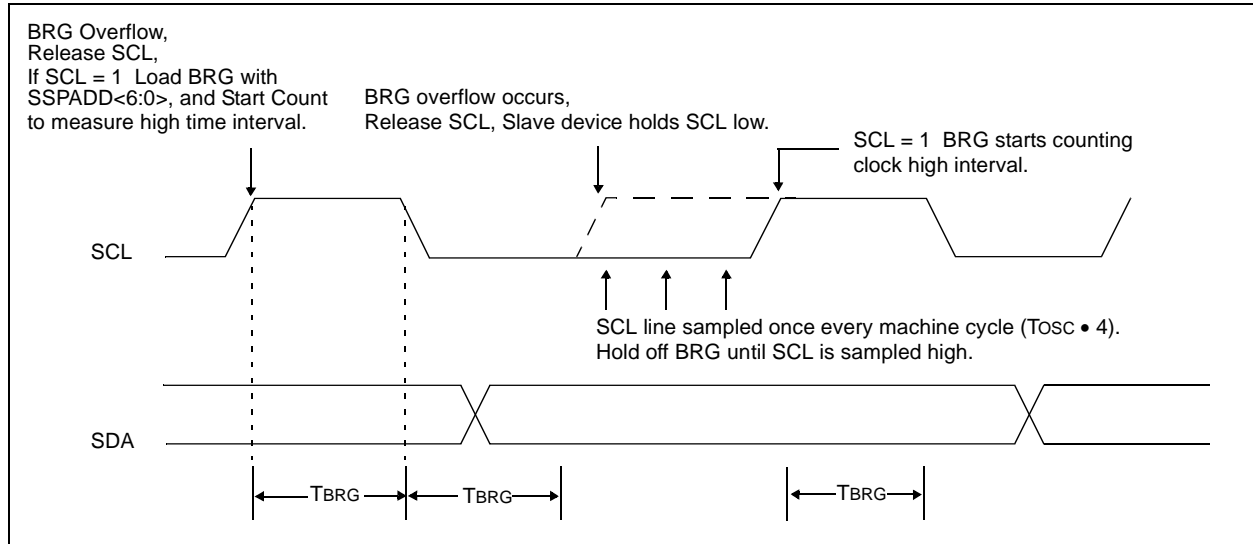 BRG Overflow,
Release SCL,
If SCL = 1 Load BRG with
SSPADD<6:0>, and Start Count
to measure high time interval.
BRG overflow occurs,
Release SCL, Slave device holds SCL low.
SCL = 1 BRG starts counting
clock high interval.
SCL
SCL line sampled once every machine cycle (TOSC • 4).
Hold off BRG until SCL is sampled high.
SDA
TBRG
TBRG
TBRG